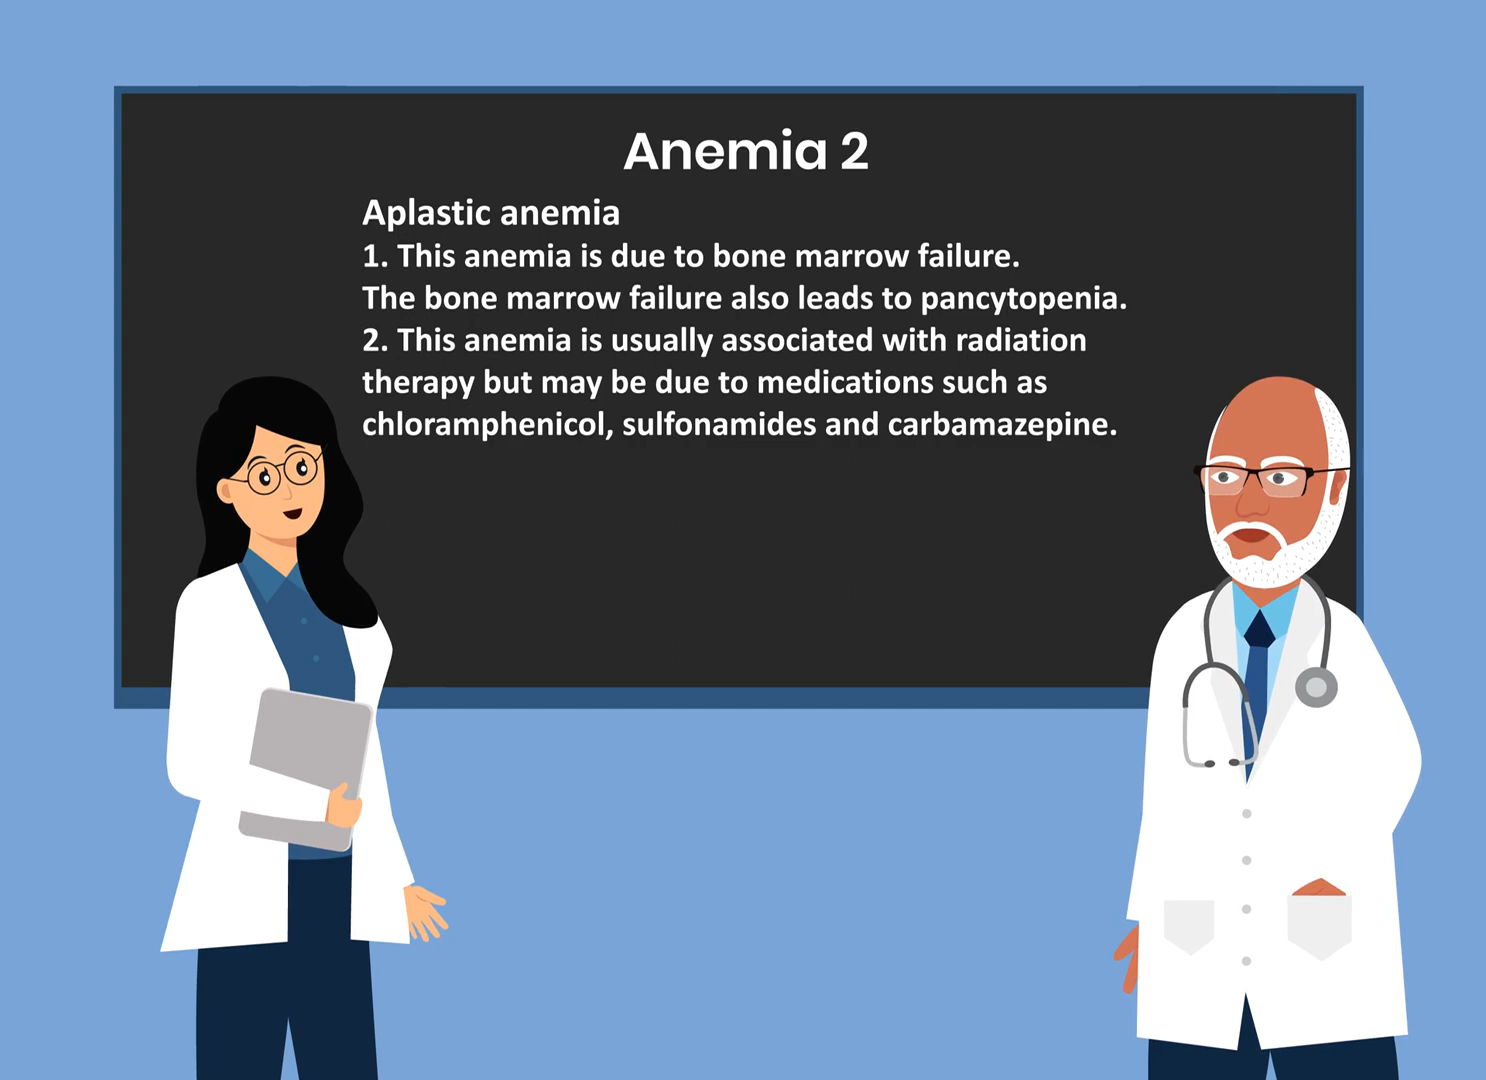 Anemia 2
Aplastic anemia
1. This anemia is due to bone marrow failure.
The bone marrow failure also leads to pancytopenia.
2. This anemia is usually associated with radiation
therapy but may be due to medications such as
chloramphenicol, sulfonamides and carbamazepine.